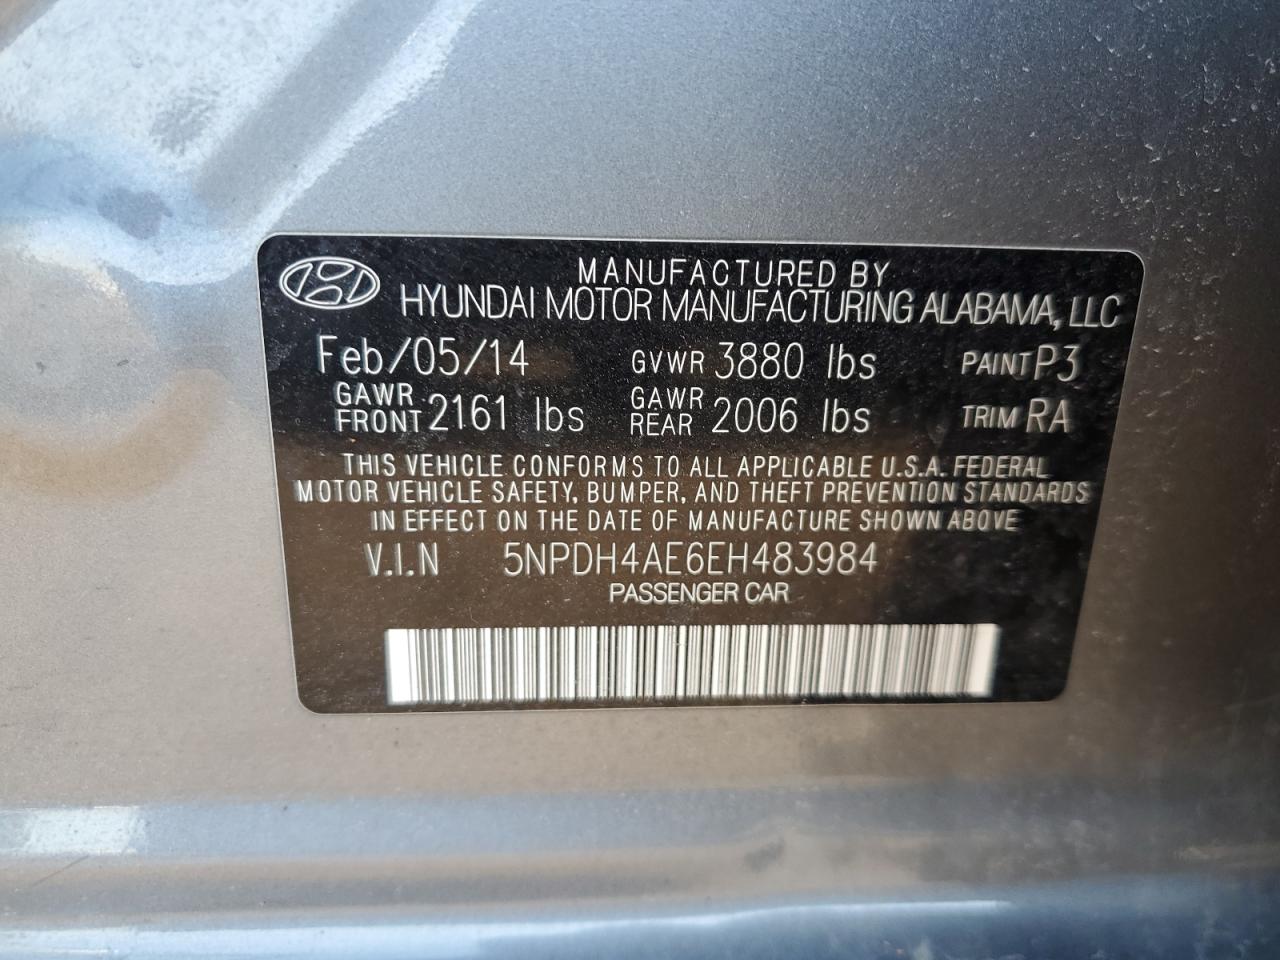 MANUFACTURED BY
HYUNDAI MOTOR MANUFACTURING ALABAMA, LLC
Feb/05/14 GVWR 3880 lbs PAINT P3
GAWR FRONT 2161 lbs GAWR REAR 2006 lbs TRIM RA
THIS VEHICLE CONFORMS TO ALL APPLICABLE U.S.A. FEDERAL
MOTOR VEHICLE SAFETY, BUMPER, AND THEFT PREVENTION STANDARDS
IN EFFECT ON THE DATE OF MANUFACTURE SHOWN ABOVE
V.I.N 5NPDH4AE6EH483984
PASSENGER CAR